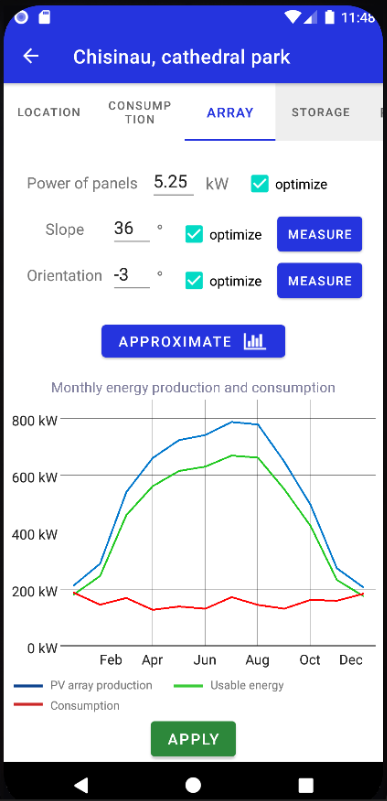 11:48
Chisinau, cathedral park
LOCATION
CONSUMP
TION
ARRAY
STORAGE
Power of panels 5.25 kW optimize
Slope 36 ° optimize MEASURE
Orientation -3 ° optimize MEASURE
APPROXIMATE
Monthly energy production and consumption
800 kW
600 kW
400 kW
200 kW
0 kW
Feb Apr Jun Aug Oct Dec
PV array production Usable energy
Consumption
APPLY